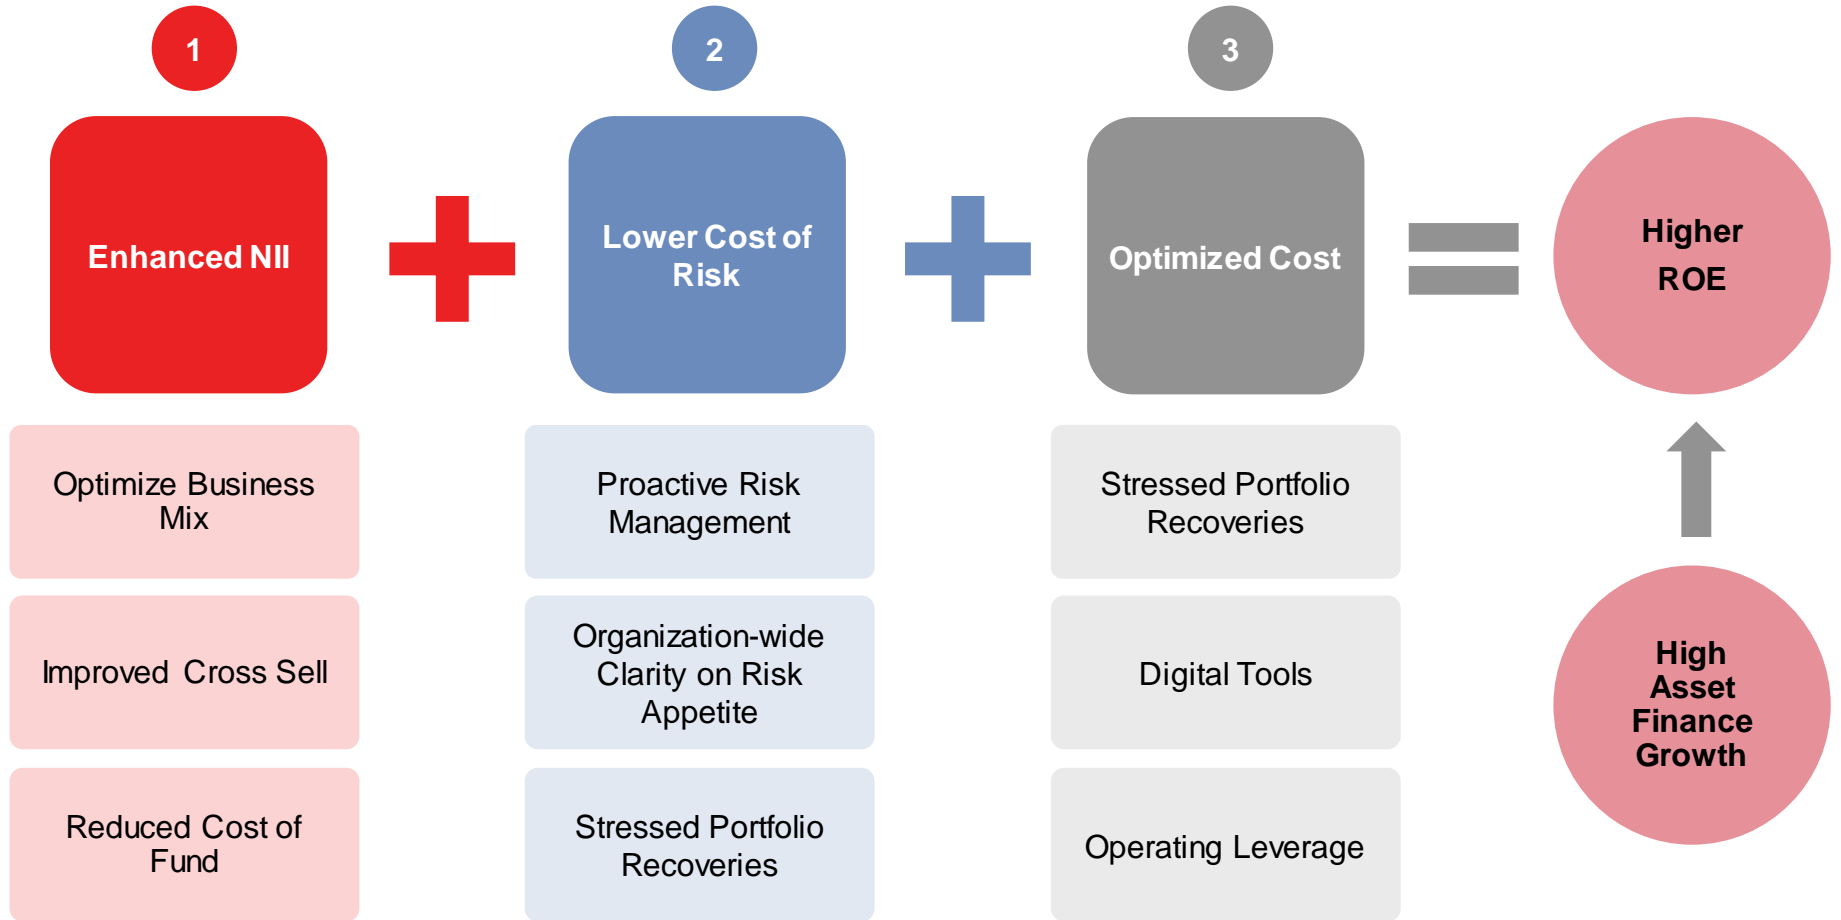 1
2
3
Enhanced NII
Lower Cost of
Risk
Optimized Cost
Higher
ROE
Optimize Business
Mix
Proactive Risk
Management
Stressed Portfolio
Recoveries
Improved Cross Sell
Organization-wide
Clarity on Risk
Appetite
Digital Tools
High
Asset
Finance
Growth
Reduced Cost of
Fund
Stressed Portfolio
Recoveries
Operating Leverage